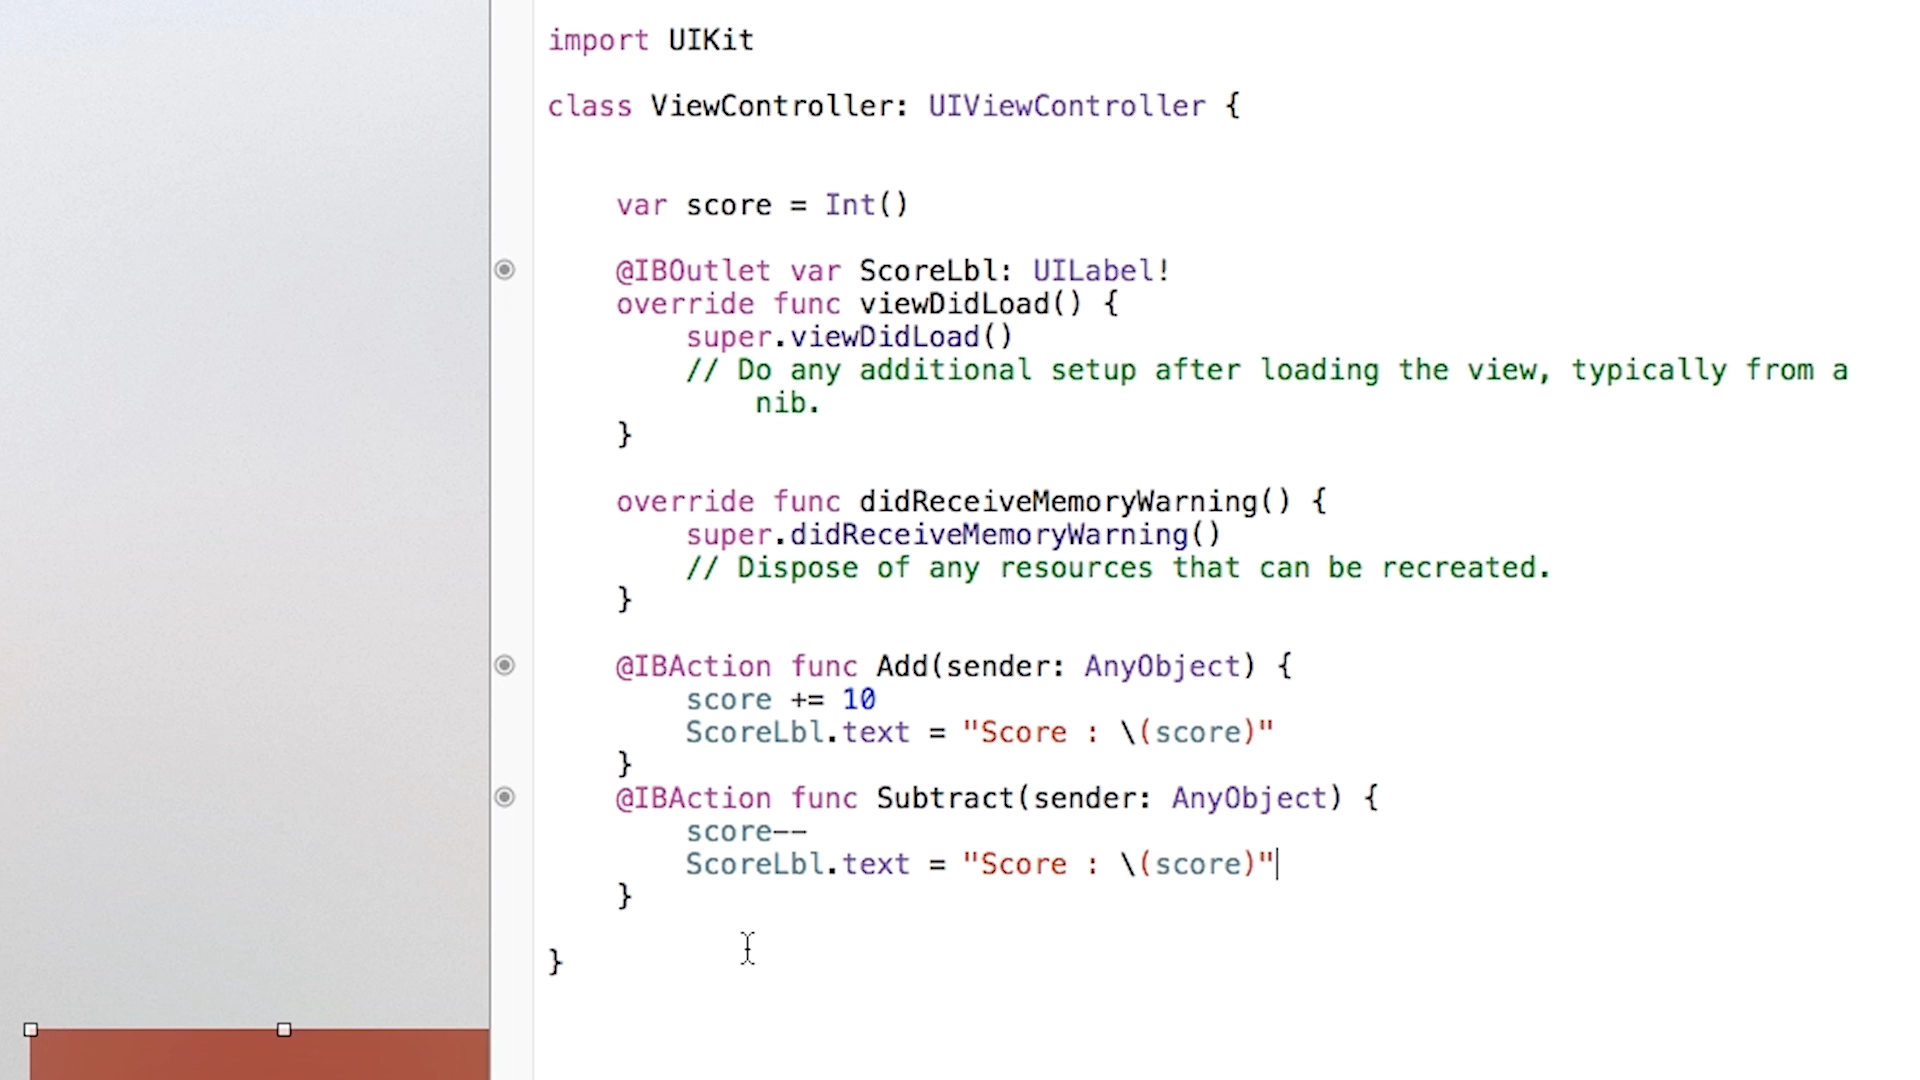 import UIKit
class ViewController: UIViewController {
var score = Int()
@IBOutlet var ScoreLbl: UILabel!
override func viewDidLoad() {
super.viewDidLoad()
// Do any additional setup after loading the view, typically from a
nib.
}
override func didReceiveMemoryWarning() {
super.didReceiveMemoryWarning()
// Dispose of any resources that can be recreated.
}
@IBAction func Add(sender: AnyObject) {
score += 10
ScoreLbl.text = "Score : \(score)"
}
@IBAction func Subtract(sender: AnyObject) {
score--
ScoreLbl.text = "Score : \(score)"
}
}